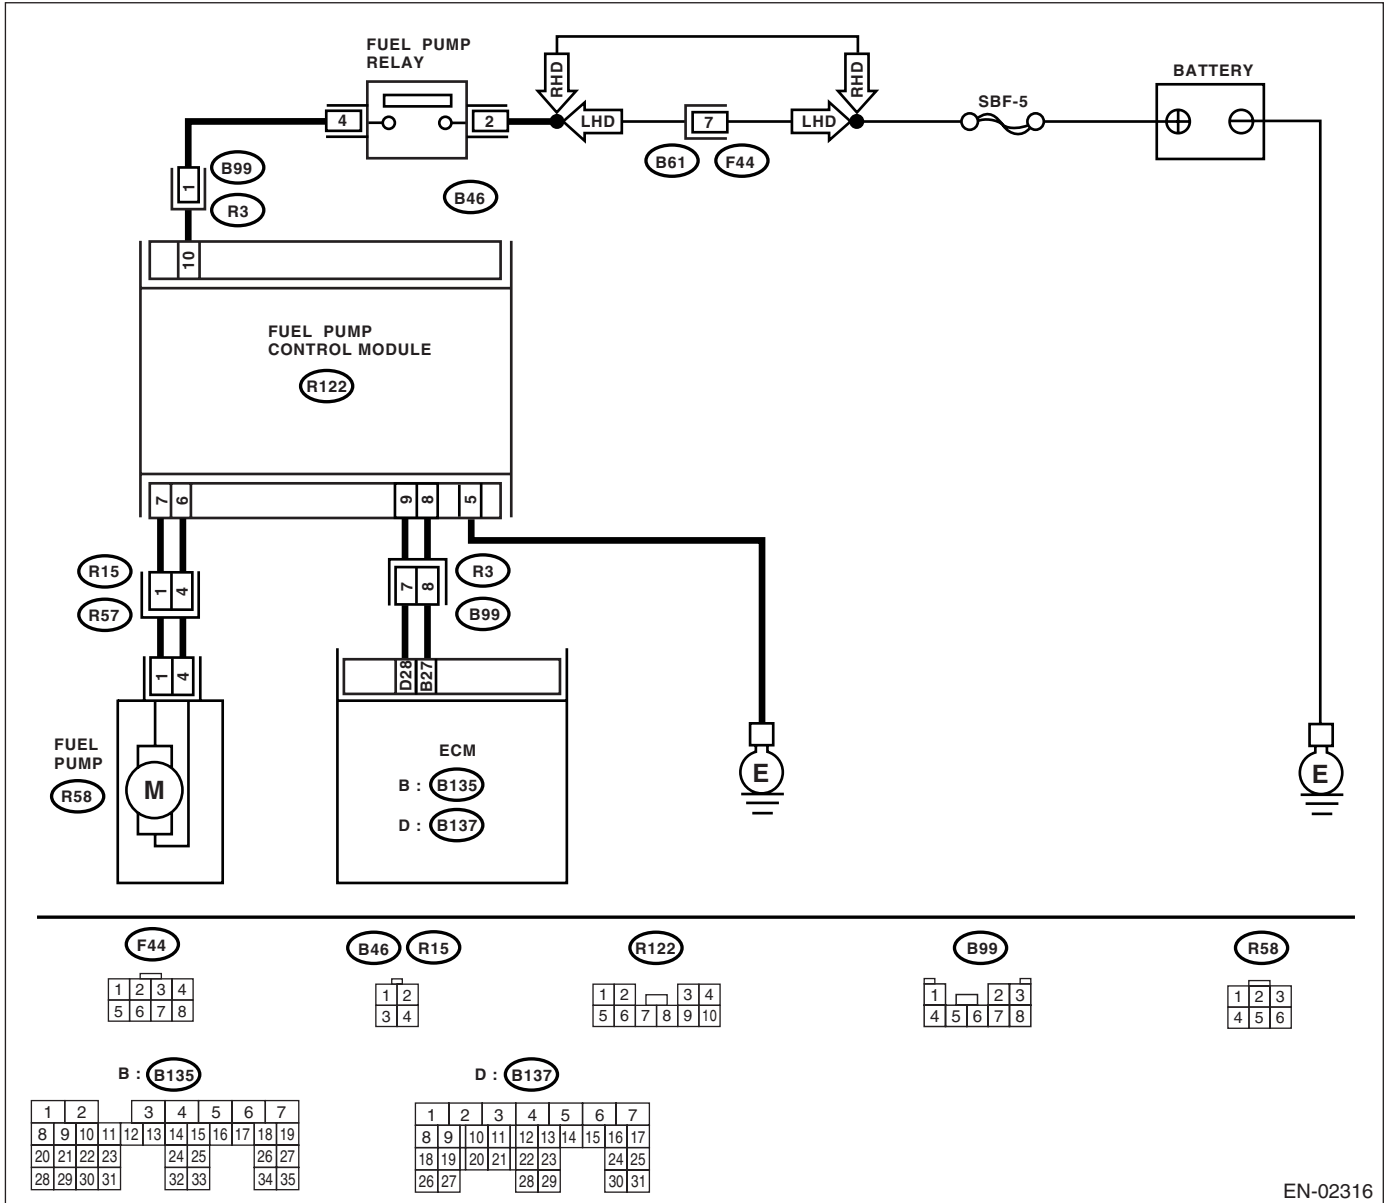 FUEL PUMP
RELAY
RHD
RHD
BATTERY
SBF-5
4
2
LHD
7
LHD
B61
F44
B99
1
R3
B46
10
FUEL PUMP
CONTROL MODULE
R122
7 6
9 8 5
R15
1 4
R57
R3
7 8
B99
1 4
D28 B27
FUEL
PUMP
R58
M
ECM
B : B135
D : B137
E
E
F44
1 2 3 4
5 6 7 8
B46 R15
1 2
3 4
R122
1 2 3 4
5 6 7 8 9 10
B99
1 2 3
4 5 6 7 8
R58
1 2 3
4 5 6
B : B135
1 2 3 4 5 6 7
8 9 10 11 12 13 14 15 16 17 18 19
20 21 22 23 24 25 26 27
28 29 30 31 32 33 34 35
D : B137
1 2 3 4 5 6 7
8 9 10 11 12 13 14 15 16 17
18 19 20 21 22 23 24 25
26 27 28 29 30 31
EN-02316